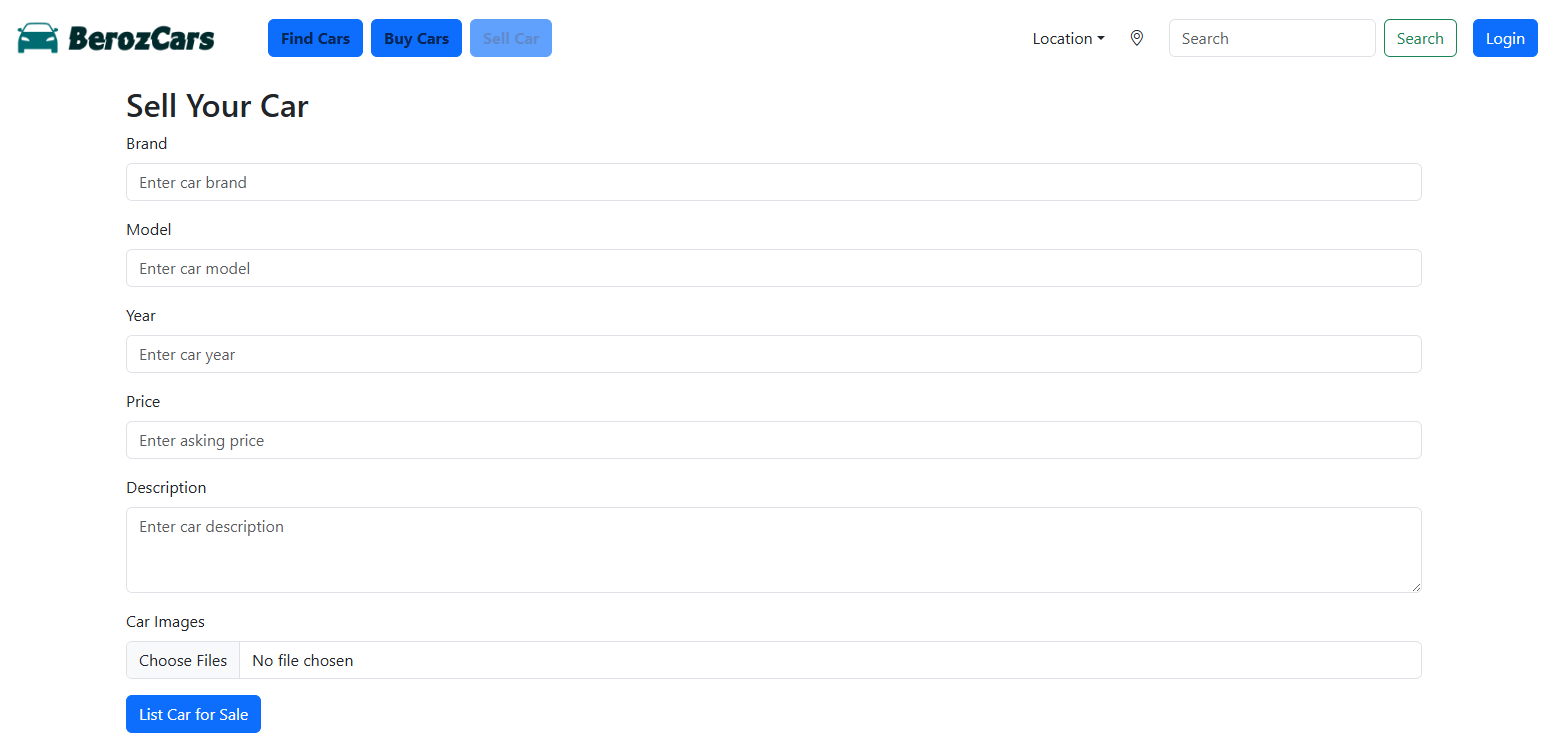 BerozCars Find Cars Buy Cars Sell Car Location Search Search Login
Sell Your Car
Brand
Enter car brand
Model
Enter car model
Year
Enter car year
Price
Enter asking price
Description
Enter car description
Car Images
Choose Files No file chosen
List Car for Sale